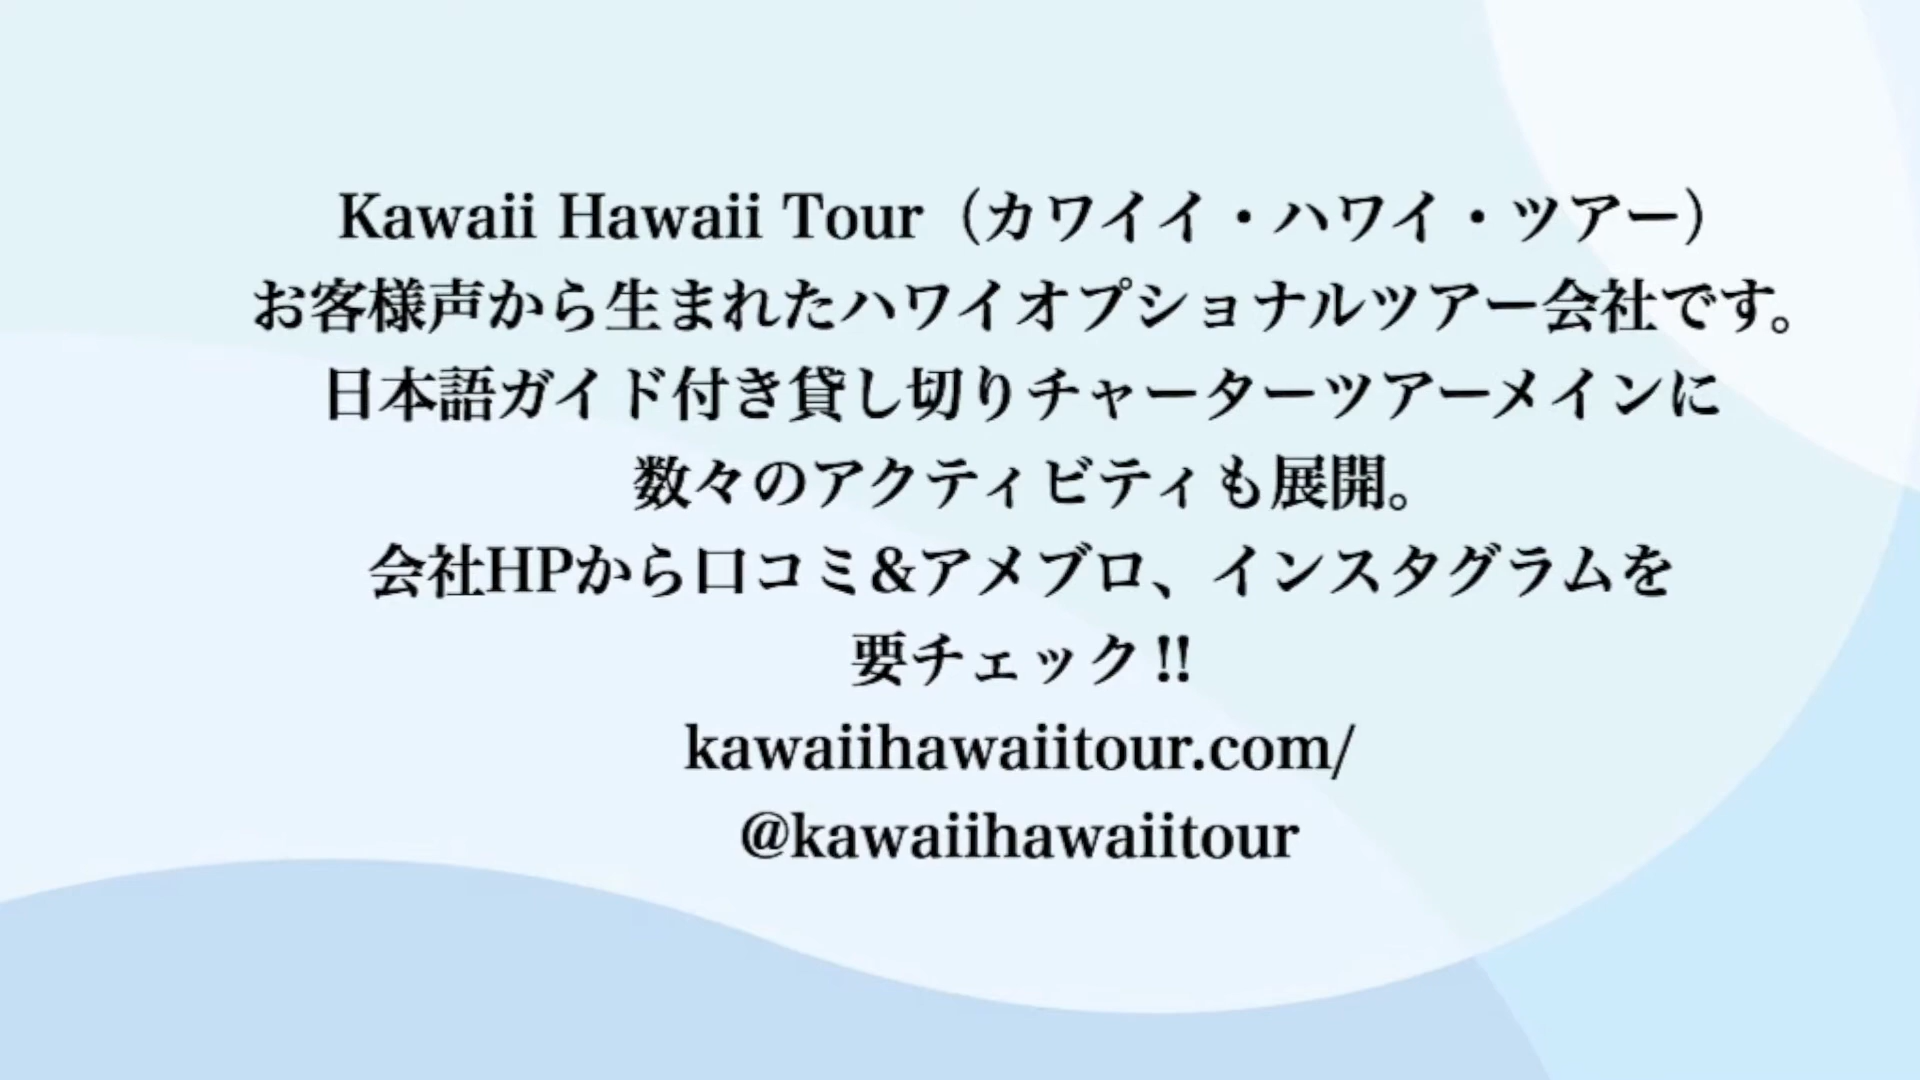 Kawaii Hawaii Tour（カワイイ・ハワイ・ツアー）
お客様声から生まれたハワイオプショナルツアー会社です。
日本語ガイド付き貸し切りチャーターツアーメインに
数々のアクティビティも展開。
会社HPから口コミ&アメブロ、インスタグラムを
要チェック!!
kawaiihawaiitour.com/
@kawaiihawaiitour